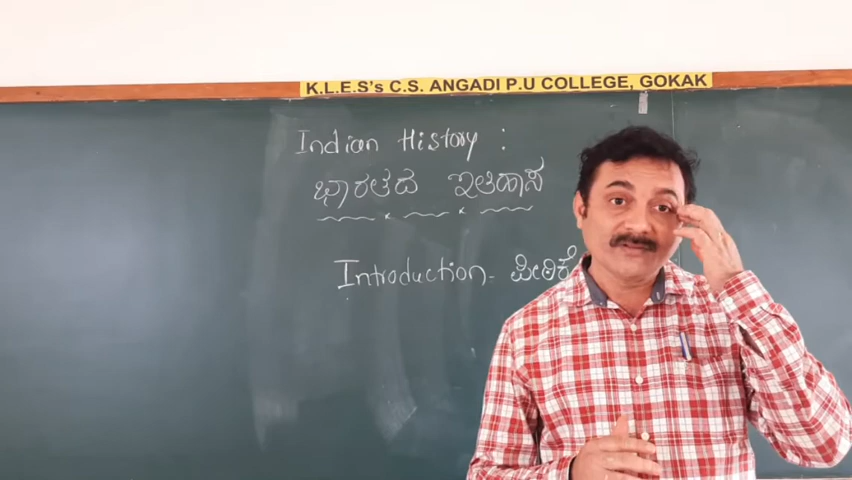 K.L.E.S's C.S. ANGADI P.U COLLEGE, GOKAK
Indian History :
ಭಾರತದ ಇತಿಹಾಸ
Introduction - ಪೀಠಿಕೆ